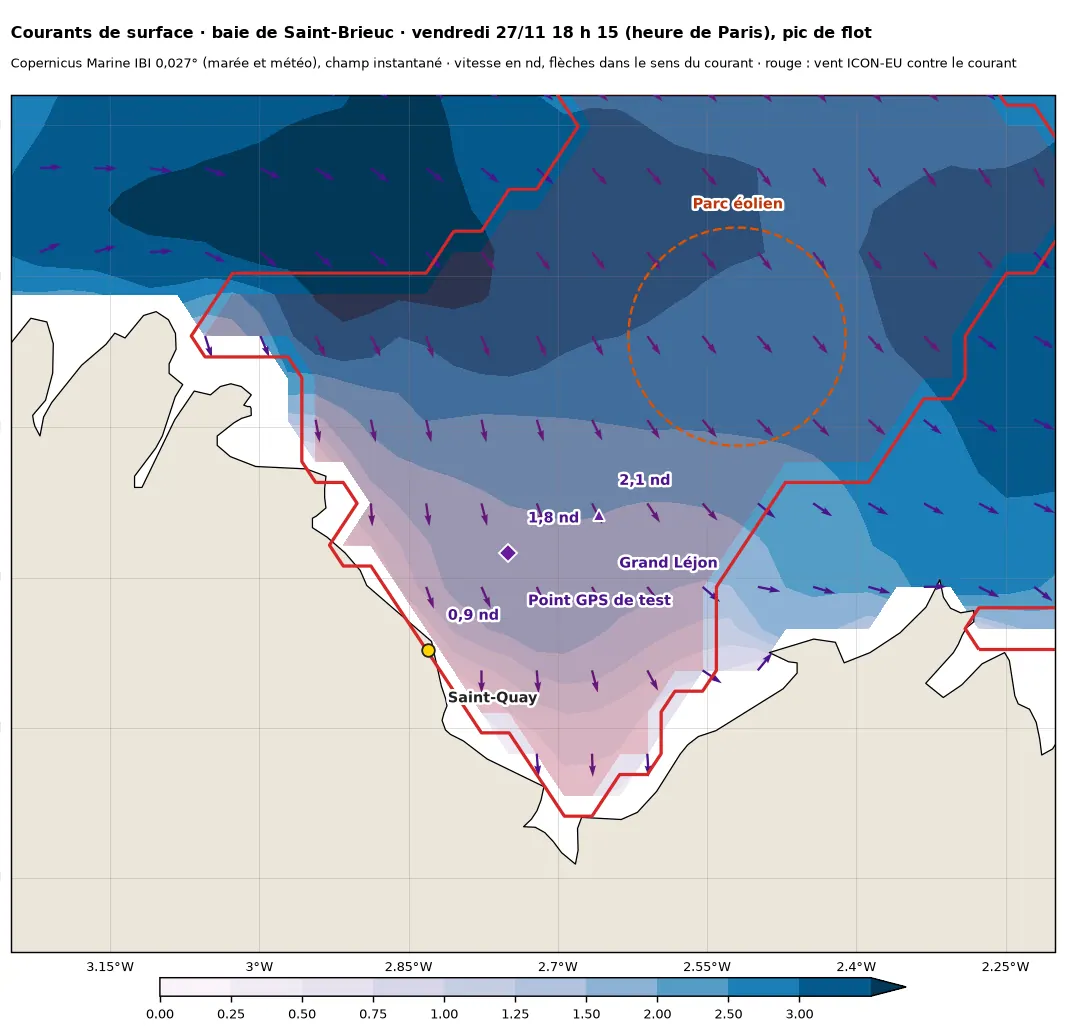 Courants de surface · baie de Saint-Brieuc · vendredi 27/11 18 h 15 (heure de Paris), pic de flot
Copernicus Marine IBI 0,027° (marée et météo), champ instantané · vitesse en nd, flèches dans le sens du courant · rouge : vent ICON-EU contre le courant
Parc éolien
2,1 nd
1,8 nd
Grand Léjon
Point GPS de test
0,9 nd
Saint-Quay
3.15°W 3°W 2.85°W 2.7°W 2.55°W 2.4°W 2.25°W
0.00 0.25 0.50 0.75 1.00 1.25 1.50 2.00 2.50 3.00